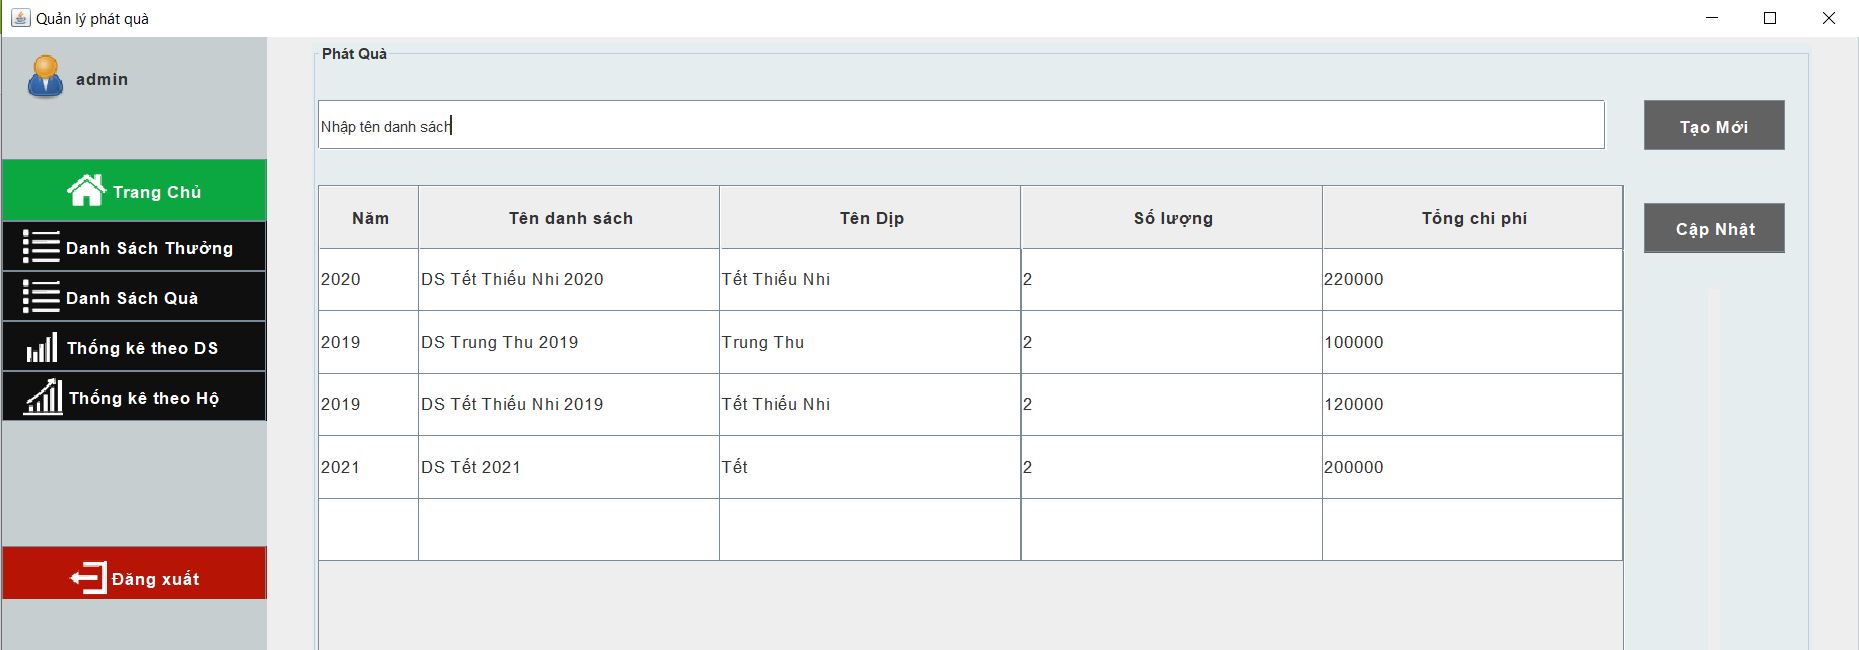 Quản lý phát quà
admin
Trang Chủ
Danh Sách Thưởng
Danh Sách Quà
Thống kê theo DS
Thống kê theo Hộ
Đăng xuất
Phát Quà
Nhập tên danh sách
Tạo Mới
Cập Nhật
Năm Tên danh sách Tên Dịp Số lượng Tổng chi phí
2020 DS Tết Thiếu Nhi 2020 Tết Thiếu Nhi 2 220000
2019 DS Trung Thu 2019 Trung Thu 2 100000
2019 DS Tết Thiếu Nhi 2019 Tết Thiếu Nhi 2 120000
2021 DS Tết 2021 Tết 2 200000